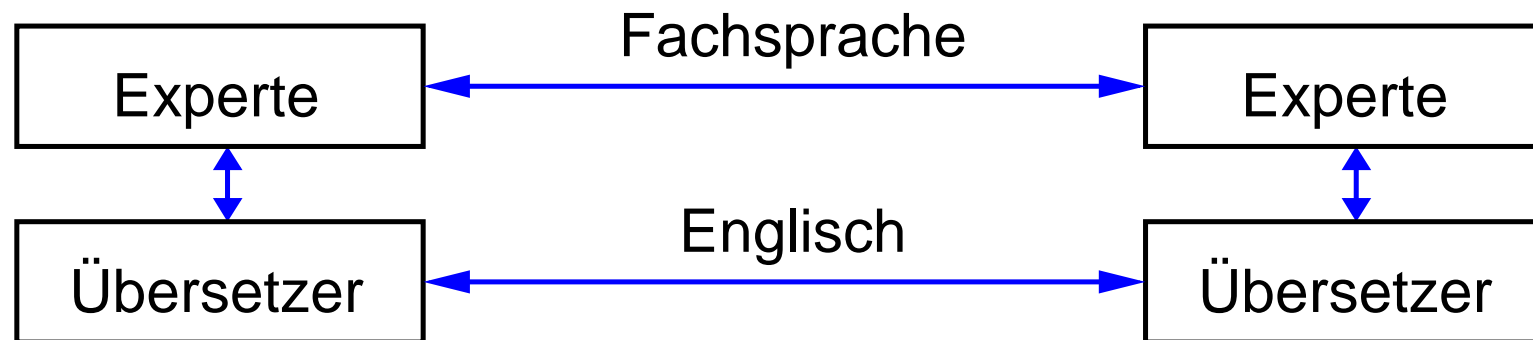 Fachsprache
Experte
Experte
Englisch
Übersetzer
Übersetzer